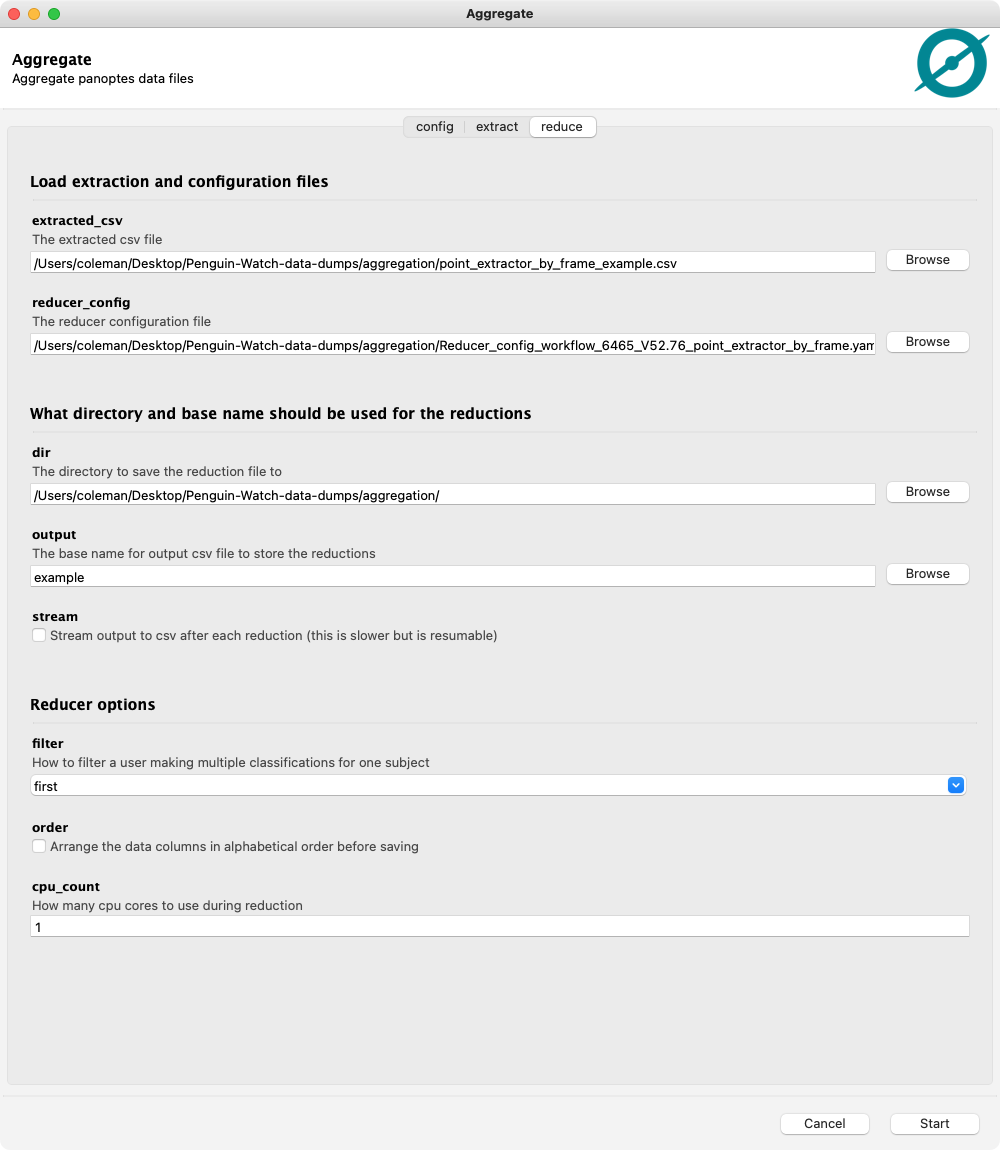 Aggregate
Aggregate
Aggregate panoptes data files
config extract reduce
Load extraction and configuration files
extracted_csv
The extracted csv file
/Users/coleman/Desktop/Penguin-Watch-data-dumps/aggregation/point_extractor_by_frame_example.csv
Browse
reducer_config
The reducer configuration file
/Users/coleman/Desktop/Penguin-Watch-data-dumps/aggregation/Reducer_config_workflow_6465_V52.76_point_extractor_by_frame.yam
Browse
What directory and base name should be used for the reductions
dir
The directory to save the reduction file to
/Users/coleman/Desktop/Penguin-Watch-data-dumps/aggregation/
Browse
output
The base name for output csv file to store the reductions
example
Browse
stream
Stream output to csv after each reduction (this is slower but is resumable)
Reducer options
filter
How to filter a user making multiple classifications for one subject
first
order
Arrange the data columns in alphabetical order before saving
cpu_count
How many cpu cores to use during reduction
1
Cancel Start